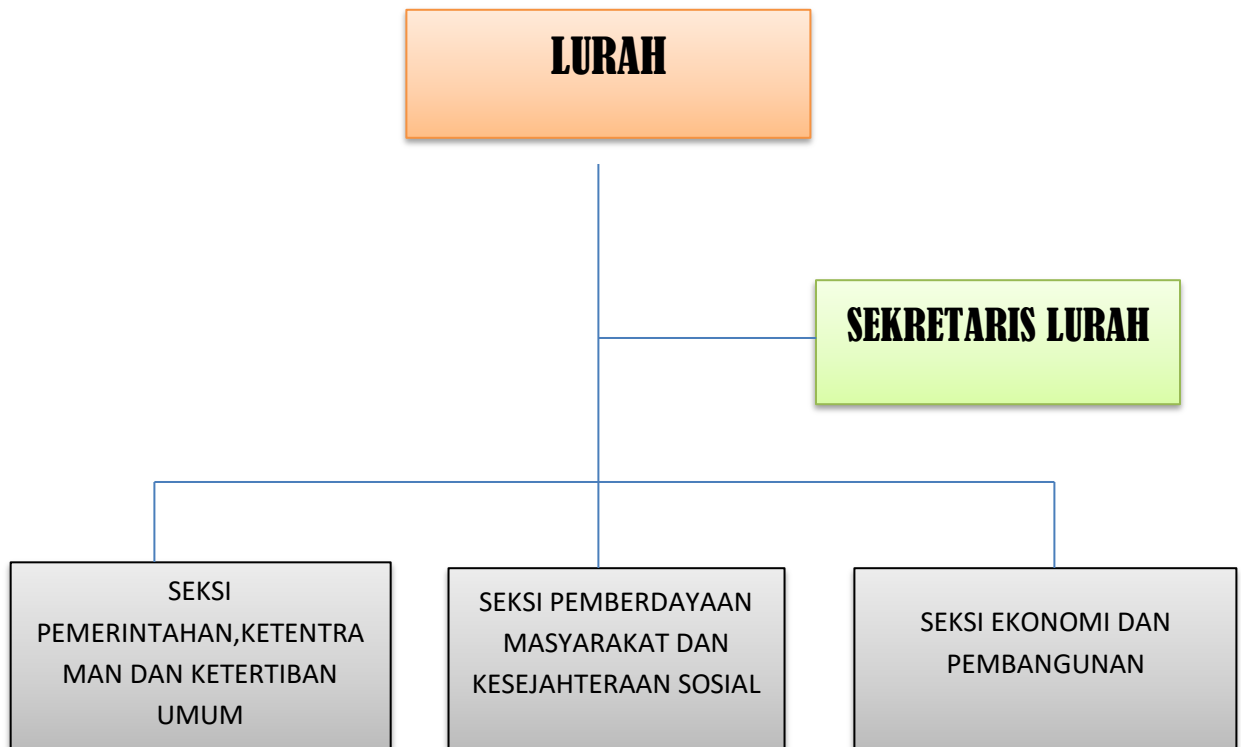 LURAH
SEKRETARIS LURAH
SEKSI
PEMERINTAHAN,KETENTRA
MAN DAN KETERTIBAN
UMUM
SEKSI PEMBERDAYAAN
MASYARAKAT DAN
KESEJAHTERAAN SOSIAL
SEKSI EKONOMI DAN
PEMBANGUNAN